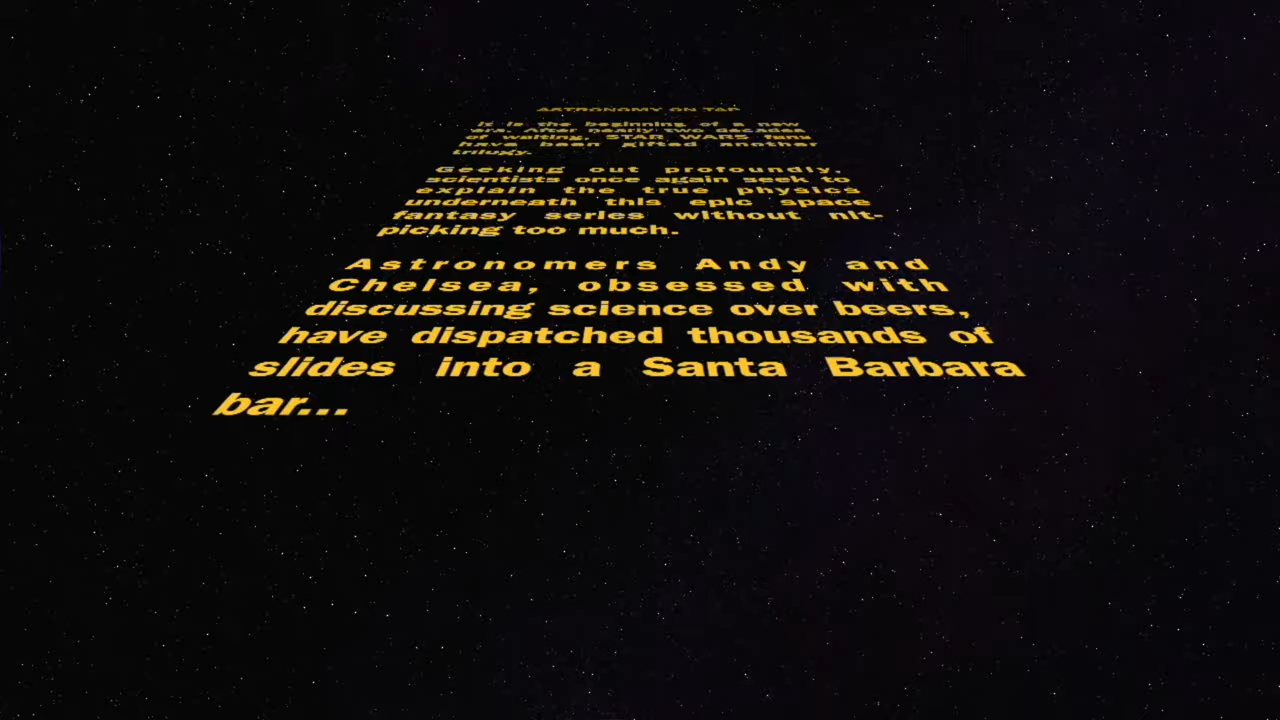 ASTRONOMY ON TAP
It is the beginning of a new
era. After nearly two decades
of waiting, STAR WARS fans
have been gifted another
trilogy.
Geeking out profoundly,
scientists once again seek to
explain the true physics
underneath this epic space
fantasy series without nit-
picking too much.
Astronomers Andy and
Chelsea, obsessed with
discussing science over beers,
have dispatched thousands of
slides into a Santa Barbara
bar...